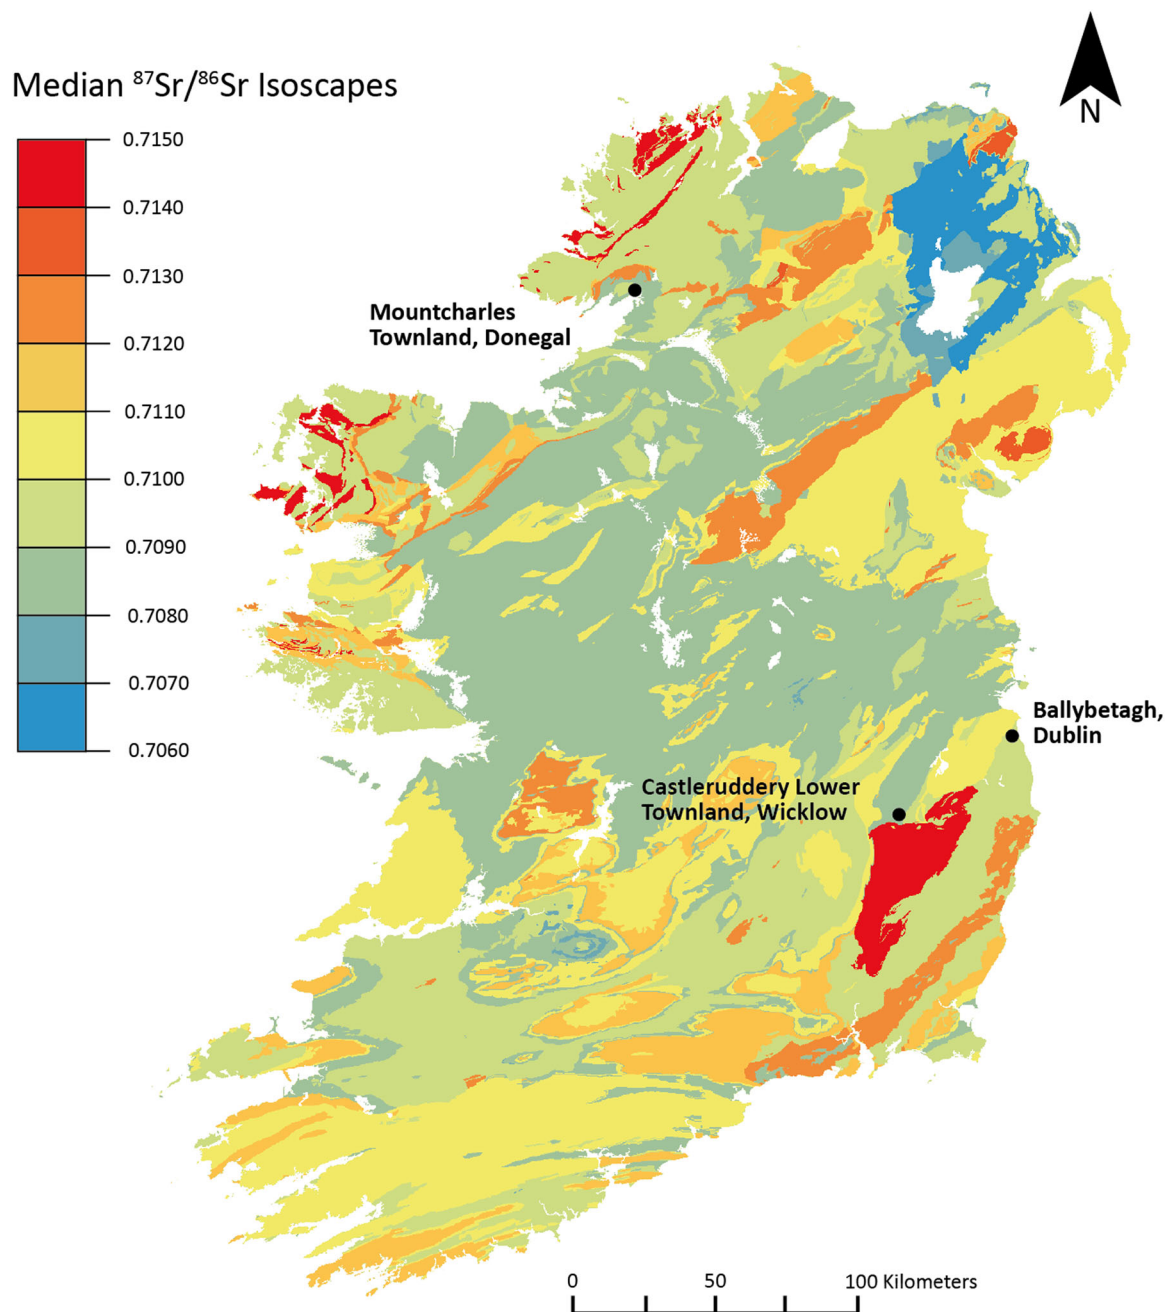 Median ⁸⁷Sr/⁸⁶Sr Isoscapes
0.7150
0.7140
0.7130
0.7120
0.7110
0.7100
0.7090
0.7080
0.7070
0.7060
N
Mountcharles
Townland, Donegal
Ballybetagh,
Dublin
Castleruddery Lower
Townland, Wicklow
0 50 100 Kilometers